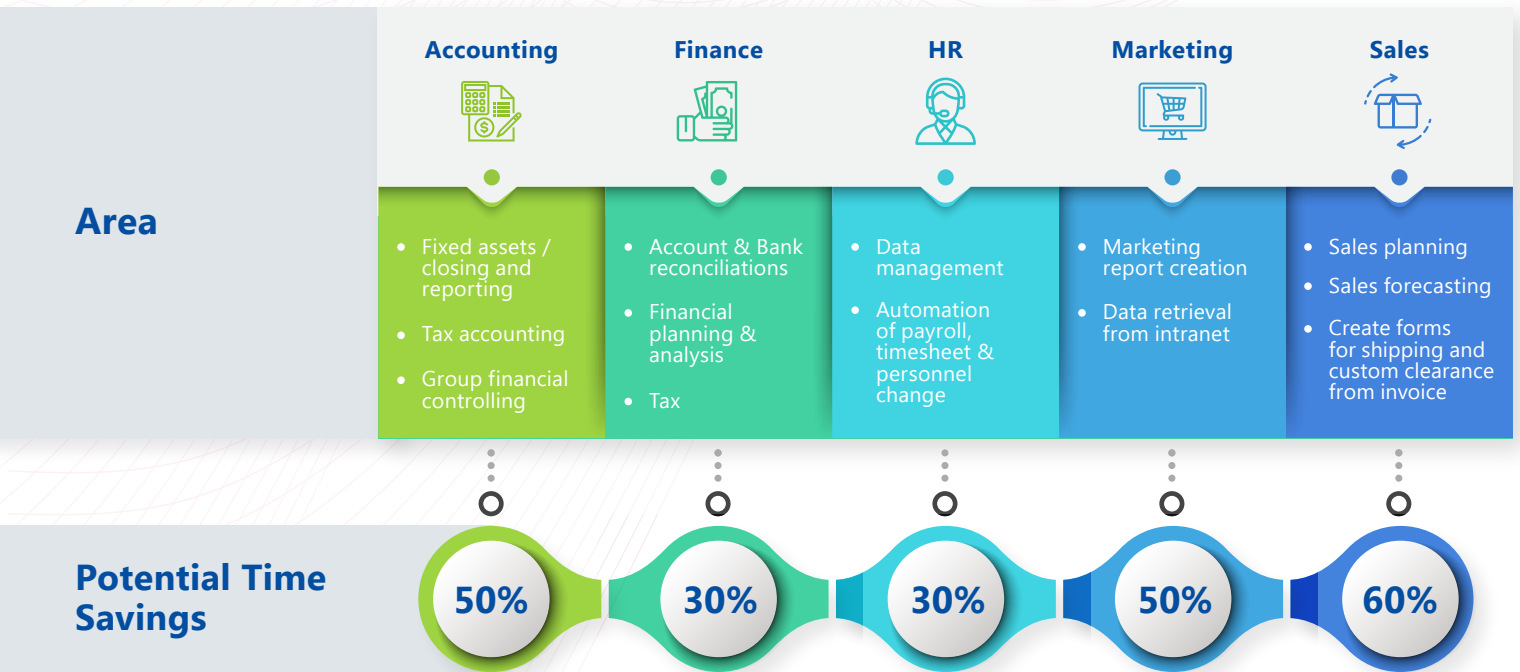 Area
Accounting
Finance
HR
Marketing
Sales
Fixed assets /
closing and
reporting
Tax accounting
Group financial
controlling
Account & Bank
reconciliations
Financial
planning &
analysis
Tax
Data
management
Automation
of payroll,
timesheet &
personnel
change
Marketing
report creation
Data retrieval
from intranet
Sales planning
Sales forecasting
Create forms
for shipping and
custom clearance
from invoice
Potential Time
Savings
50%
30%
30%
50%
60%